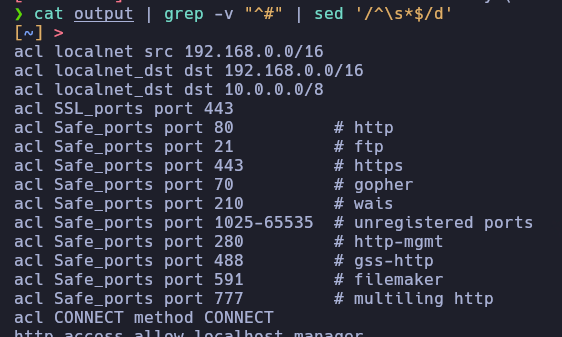 ❯ cat output | grep -v "^#" | sed '/^\s*$/d'
[~] >
acl localnet src 192.168.0.0/16
acl localnet_dst dst 192.168.0.0/16
acl localnet_dst dst 10.0.0.0/8
acl SSL_ports port 443
acl Safe_ports port 80          # http
acl Safe_ports port 21          # ftp
acl Safe_ports port 443         # https
acl Safe_ports port 70          # gopher
acl Safe_ports port 210         # wais
acl Safe_ports port 1025-65535  # unregistered ports
acl Safe_ports port 280         # http-mgmt
acl Safe_ports port 488         # gss-http
acl Safe_ports port 591         # filemaker
acl Safe_ports port 777         # multiling http
acl CONNECT method CONNECT
http_access allow localhost manager